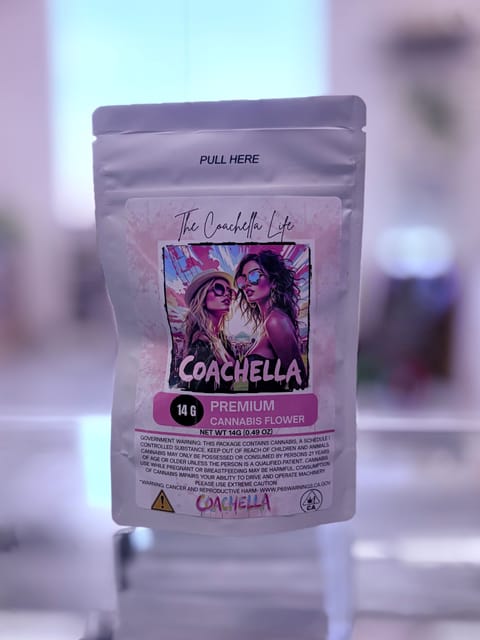 PULL HERE
The Coachella Life
COACHELLA
14 G
PREMIUM
CANNABIS FLOWER
NET WT 14G (0.49 OZ)
GOVERNMENT WARNING: THIS PACKAGE CONTAINS CANNABIS, A SCHEDULE I
CONTROLLED SUBSTANCE. KEEP OUT OF REACH OF CHILDREN AND ANIMALS.
CANNABIS MAY ONLY BE POSSESSED OR CONSUMED BY PERSONS 21 YEARS
OF AGE OR OLDER UNLESS THE PERSON IS A QUALIFIED PATIENT. CANNABIS
USE WHILE PREGNANT OR BREASTFEEDING MAY BE HARMFUL. CONSUMPTION
OF CANNABIS IMPAIRS YOUR ABILITY TO DRIVE AND OPERATE MACHINERY.
PLEASE USE EXTREME CAUTION
*WARNING: CANCER AND REPRODUCTIVE HARM- WWW.P65WARNINGS.CA.GOV
COACHELLA
! CA